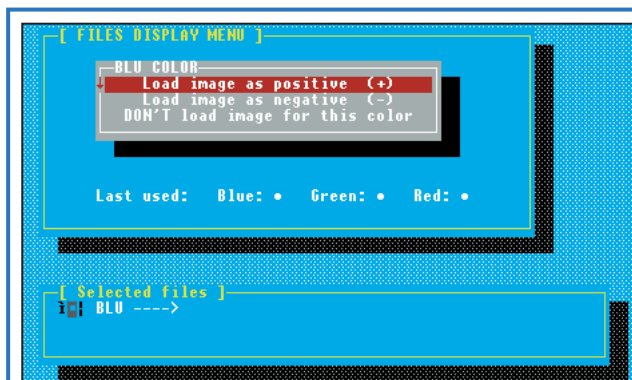 [ FILES DISPLAY MENU ]
BLU COLOR
Load image as positive (+)
Load image as negative (-)
DON'T load image for this color
Last used: Blue: • Green: • Red: •
[ Selected files ]
BLU ---->